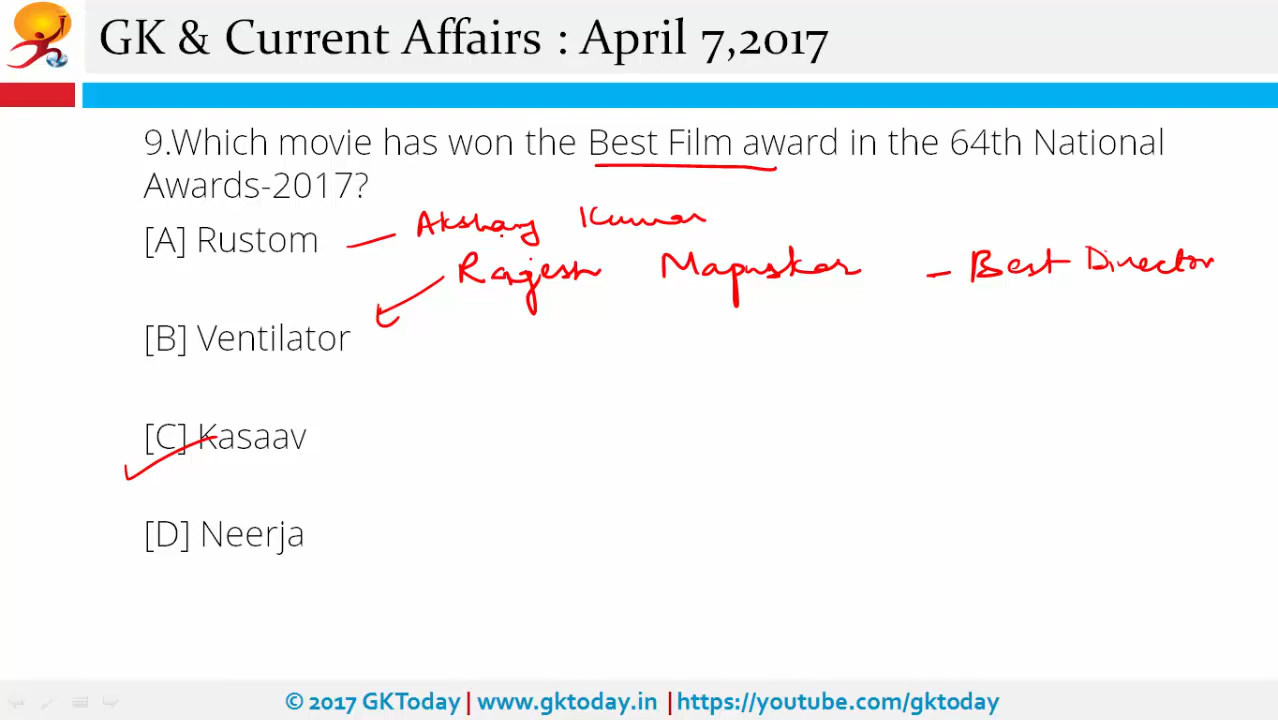 GK & Current Affairs : April 7,2017
9.Which movie has won the Best Film award in the 64th National
Awards-2017?
[A] Rustom
Akshay Kumar
Rajesh Mapuskar - Best Director
[B] Ventilator
[C] Kasaav
[D] Neerja
© 2017 GKToday | www.gktoday.in | https://youtube.com/gktoday